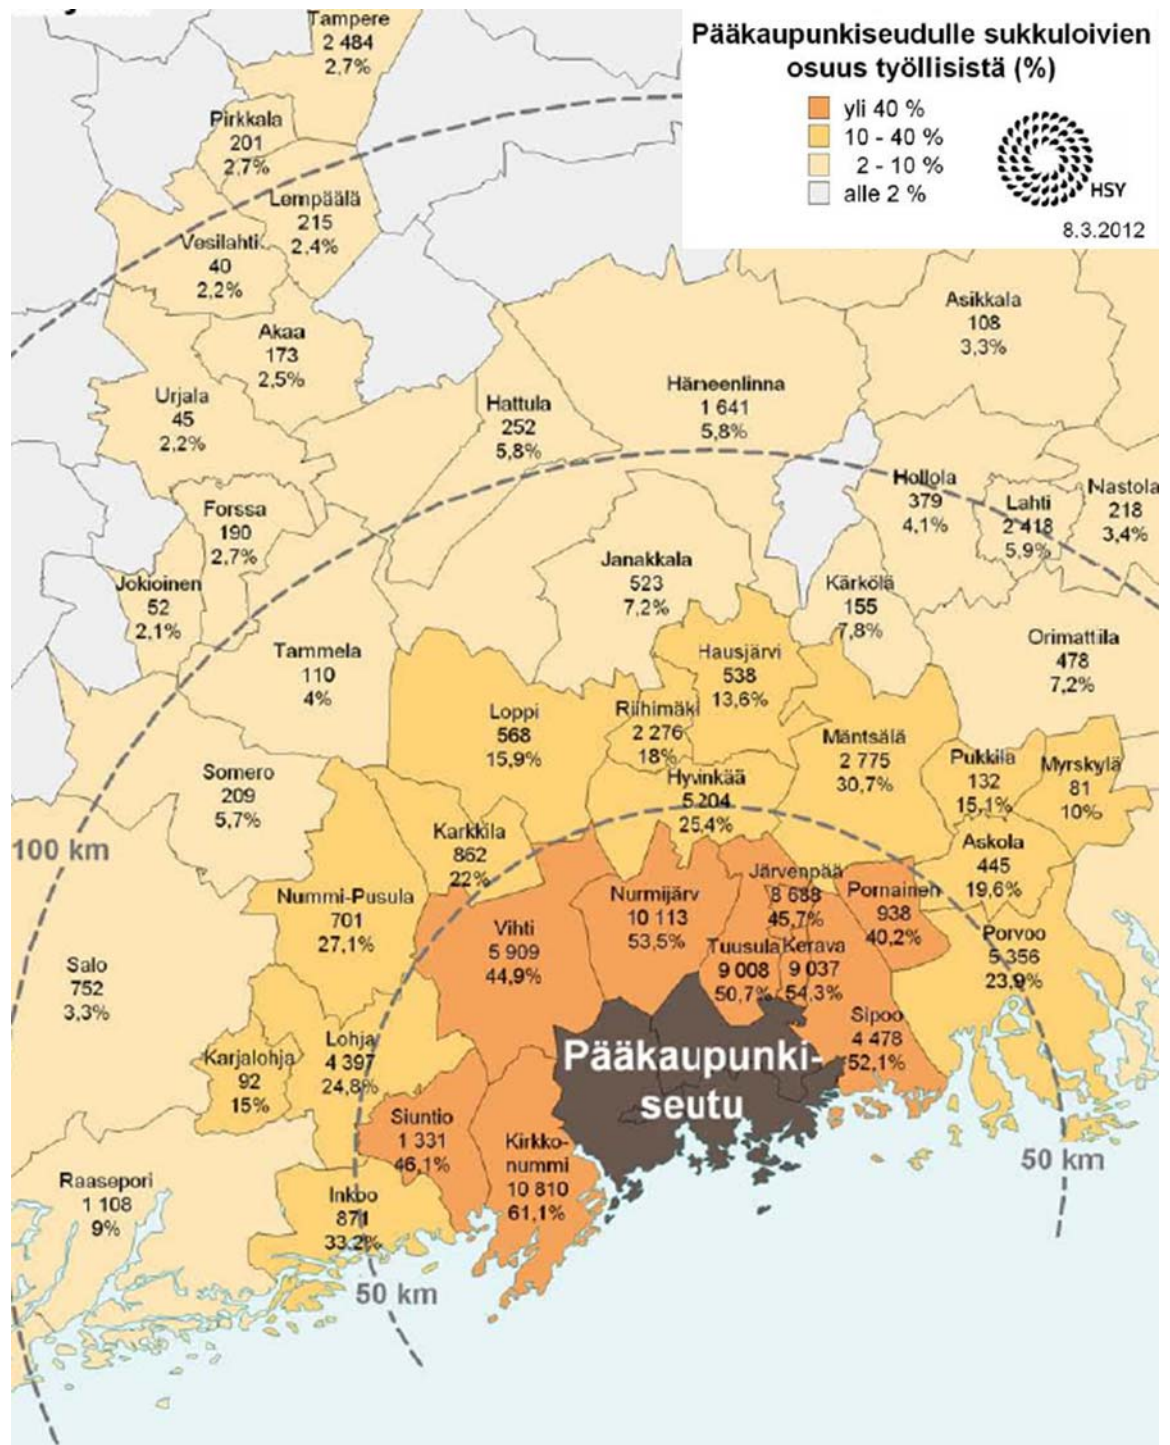 Pääkaupunkiseudulle sukkuloivien
osuus työllisistä (%)
yli 40 %
10 - 40 %
2 - 10 %
alle 2 %
HSY
8.3.2012
Tampere
2 484
2,7%
Pirkkala
201
2,7%
Lempäälä
215
2,4%
Vesilahti
40
2,2%
Akaa
173
2,5%
Urjala
45
2,2%
Asikkala
108
3,3%
Hämeenlinna
1 641
5,8%
Hattula
252
5,8%
Hollola
379
4,1%
Lahti
2 418
5,9%
Nastola
218
3,4%
Forssa
190
2,7%
Jokioinen
52
2,1%
Janakkala
523
7,2%
Kärkölä
155
7,8%
Orimattila
478
7,2%
Tammela
110
4%
Hausjärvi
538
13,6%
Loppi
568
15,9%
Riihimäki
2 276
18%
Mäntsälä
2 775
30,7%
Pukkila
132
15,1%
Myrskylä
81
10%
Somero
209
5,7%
Hyvinkää
5 204
25,4%
Karkkila
862
22%
100 km
Askola
445
19,6%
Nummi-Pusula
701
27,1%
Vihti
5 909
44,9%
Nurmijärv
10 113
53,5%
Järvenpää
8 688
45,7%
Pornainen
938
40,2%
Tuusula
9 008
50,7%
Kerava
9 037
54,3%
Porvoo
5 356
23,9%
Salo
752
3,3%
Sipoo
4 478
52,1%
Lohja
4 397
24,8%
Karjalohja
92
15%
Pääkaupunki-
seutu
Siuntio
1 331
46,1%
Kirkko-
nummi
10 810
61,1%
Raasepori
1 108
9%
Inkoo
871
33,2%
50 km
50 km